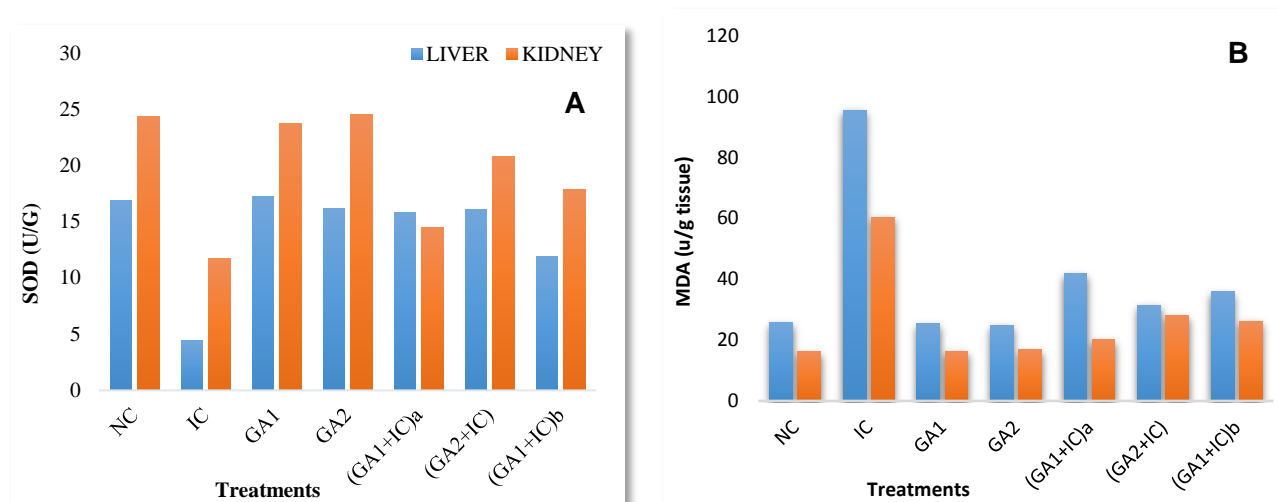 30
LIVER KIDNEY
25
A
20
15
10
5
0
SOD (U/G)
NC
IC
GA1
GA2
(GA1+IC)a
(GA2+IC)
(GA1+IC)b
Treatments
120
B
100
80
60
40
20
0
MDA (u/g tissue)
NC
IC
GA1
GA2
(GA1+IC)a
(GA2+IC)
(GA1+IC)b
Treatments